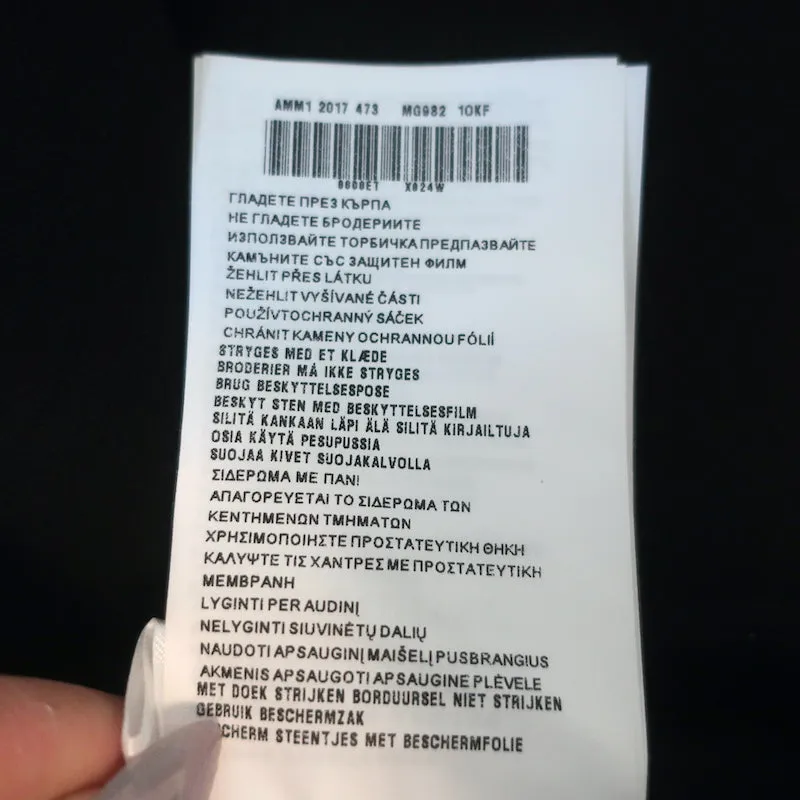 AMM1 2017 473 MG982 10KF
0000ET X024W
ГЛАДЕТЕ ПРЕЗ КЪРПА
НЕ ГЛАДЕТЕ БРОДЕРИИТЕ
ИЗПОЛЗВАЙТЕ ТОРБИЧКА ПРЕДПАЗВАЙТЕ
КАМЪНИТЕ СЪС ЗАЩИТЕН ФИЛМ
ŽEHLIT PŘES LÁTKU
NEŽEHLIT VYŠÍVANÉ ČÁSTI
POUŽÍVTOCHRANNÝ SÁČEK
CHRÁNIT KAMENY OCHRANNOU FÓLIÍ
STRYGES MED ET KLÆDE
BRODERIER MÅ IKKE STRYGES
BRUG BESKYTTELSESPOSE
BESKYT STEN MED BESKYTTELSESFILM
SILITÄ KANKAAN LÄPI ÄLÄ SILITÄ KIRJAILTUJA
OSIA KÄYTÄ PESUPUSSIA
SUOJAA KIVET SUOJAKALVOLLA
ΣΙΔΕΡΩΜΑ ΜΕ ΠΑΝΙ
ΑΠΑΓΟΡΕΥΕΤΑΙ ΤΟ ΣΙΔΕΡΩΜΑ ΤΩΝ
ΚΕΝΤΗΜΕΝΩΝ ΤΜΗΜΑΤΩΝ
ΧΡΗΣΙΜΟΠΟΙΗΣΤΕ ΠΡΟΣΤΑΤΕΥΤΙΚΗ ΘΗΚΗ
ΚΑΛΥΨΤΕ ΤΙΣ ΧΑΝΤΡΕΣ ΜΕ ΠΡΟΣΤΑΤΕΥΤΙΚΗ
ΜΕΜΒΡΑΝΗ
LYGINTI PER AUDINĮ
NELYGINTI SIUVINĖTŲ DALIŲ
NAUDOTI APSAUGINĮ MAIŠELĮ PUSBRANGIUS
AKMENIS APSAUGOTI APSAUGINE PLĖVELE
MET DOEK STRIJKEN BORDUURSEL NIET STRIJKEN
GEBRUIK BESCHERMZAK
STEENTJES MET BESCHERMFOLIE